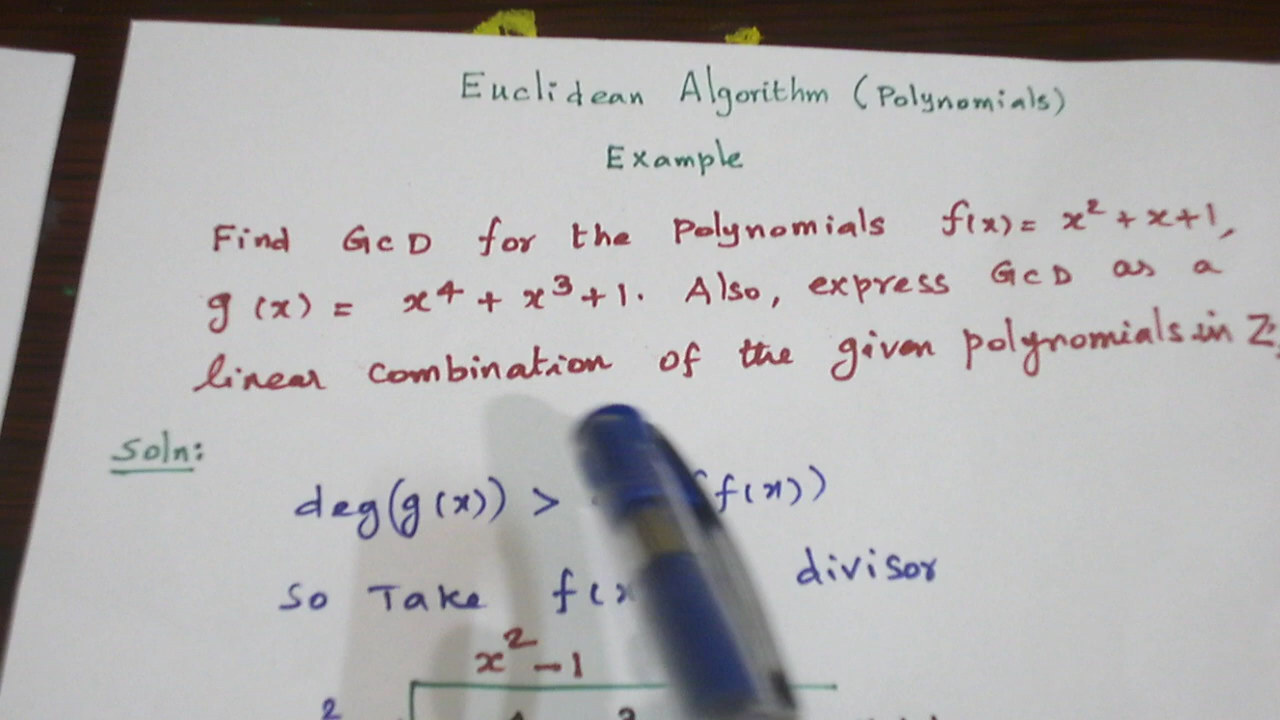 Euclidean Algorithm (Polynomials)
Example
Find GCD for the Polynomials f(x) = x² + x + 1,
g(x) = x⁴ + x³ + 1. Also, express GCD as a
linear combination of the given polynomials in Z
Soln:
deg(g(x)) > f(x))
So Take f(x divisor
x² - 1
2